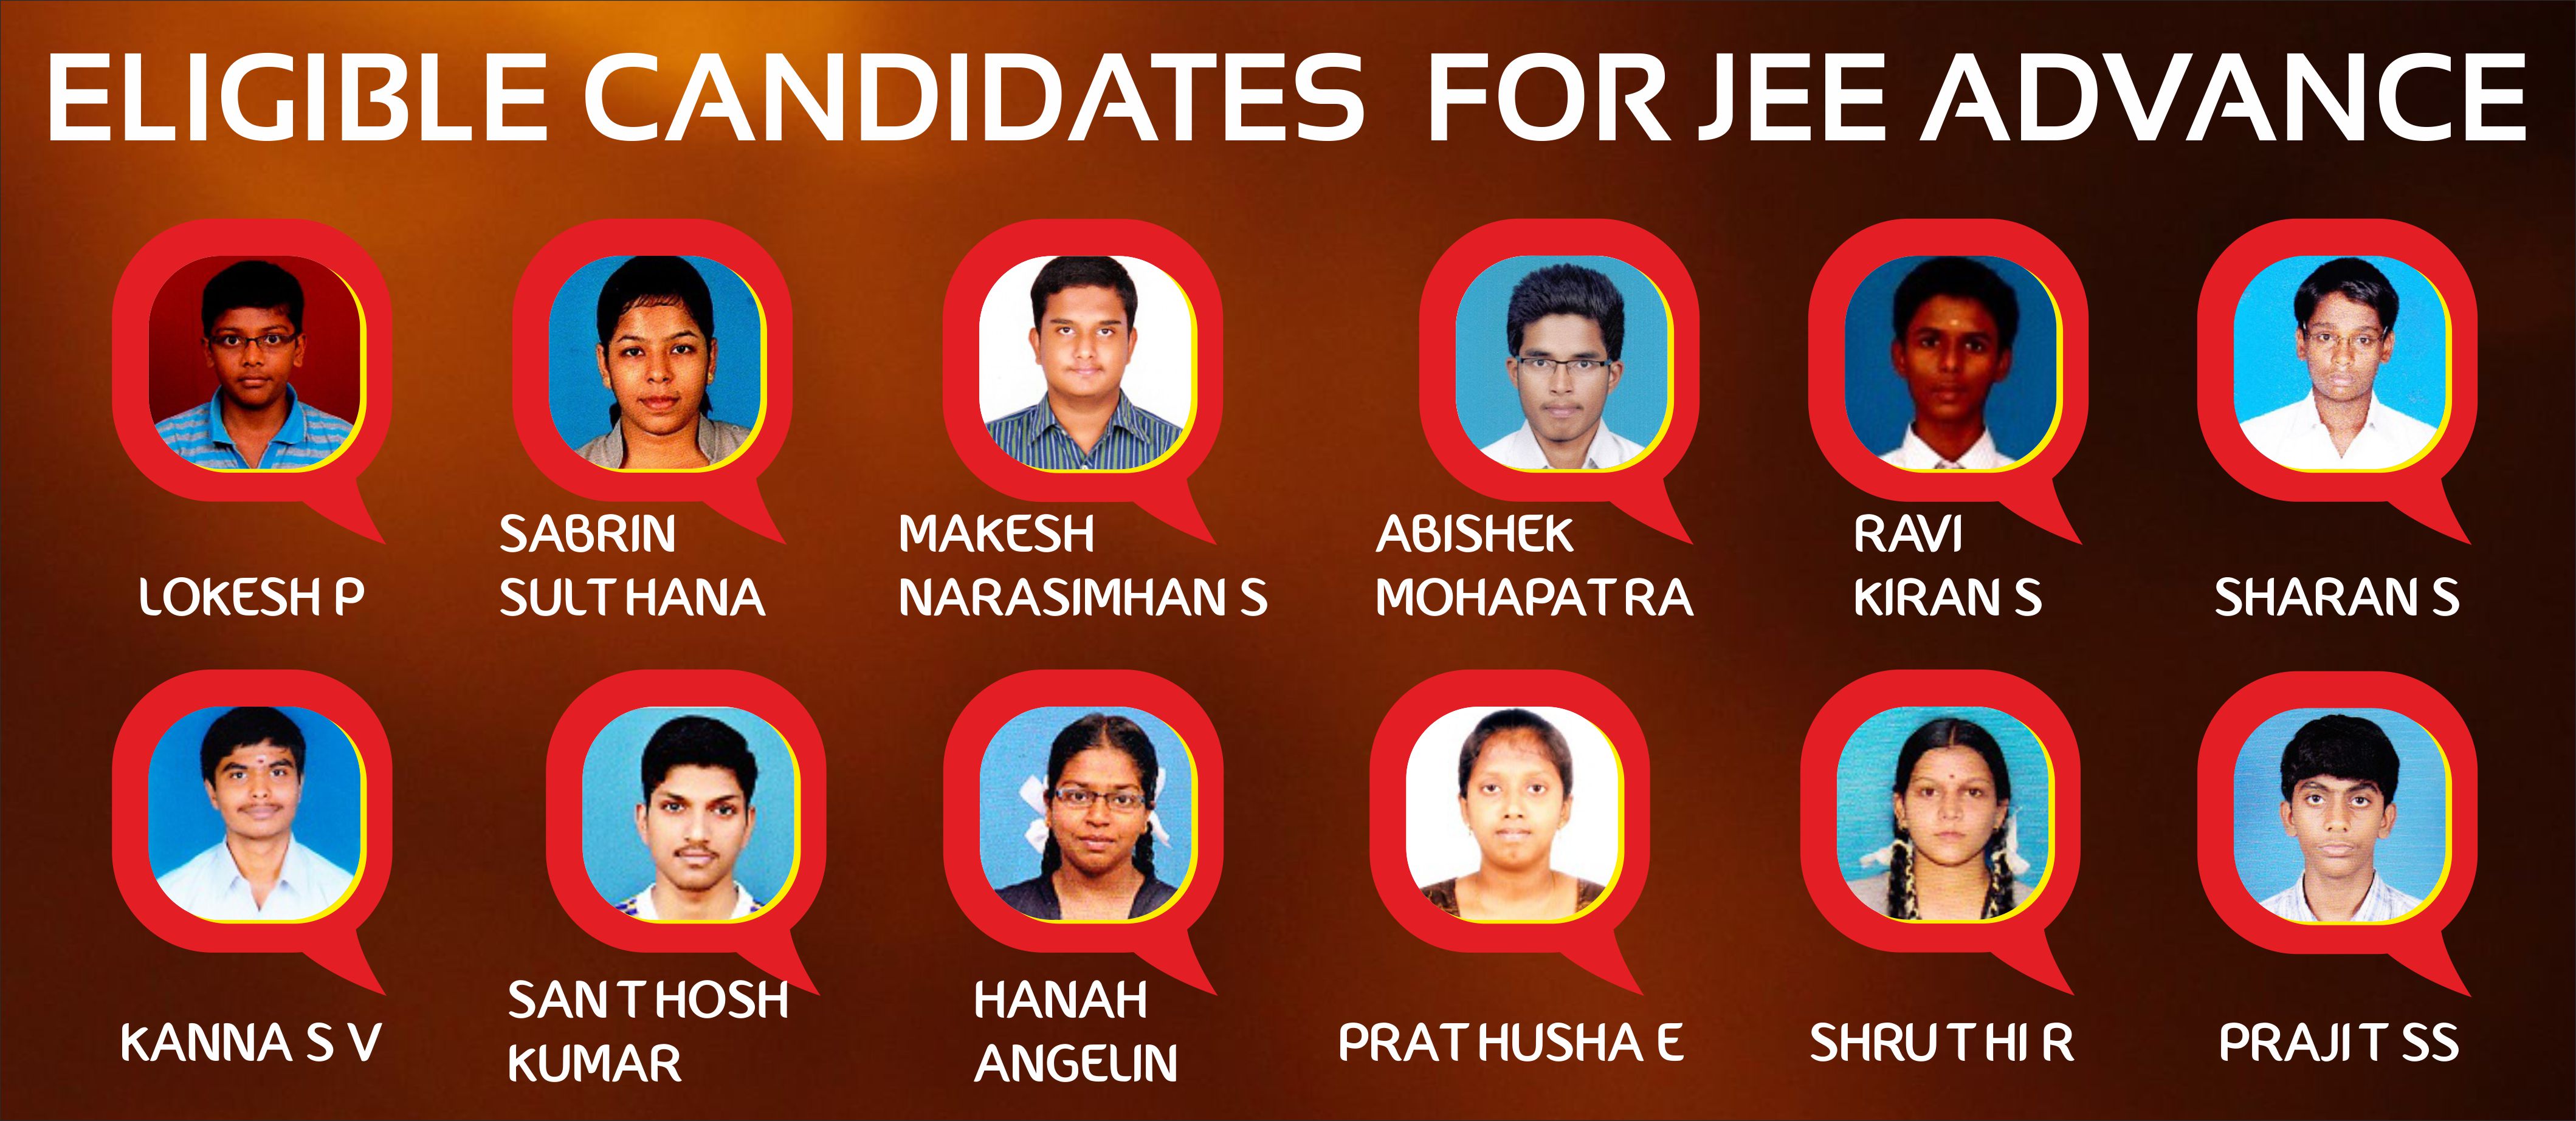 ELIGIBLE CANDIDATES FOR JEE ADVANCE
LOKESH P
SABRIN
SULTHANA
MAKESH
NARASIMHAN S
ABISHEK
MOHAPATRA
RAVI
KIRAN S
SHARAN S
KANNA S V
SANTHOSH
KUMAR
HANAH
ANGELIN
PRATHUSHA E
SHRUTHI R
PRAJIT SS